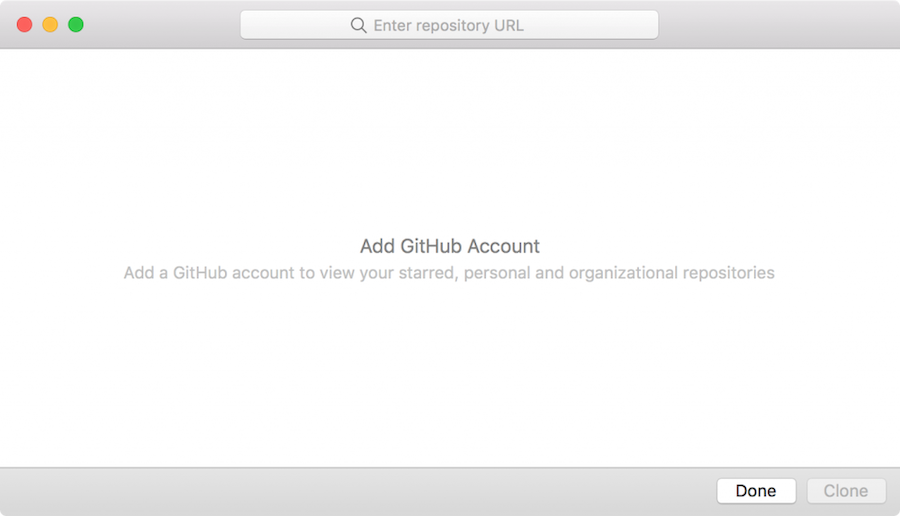 Enter repository URL
Add GitHub Account
Add a GitHub account to view your starred, personal and organizational repositories
Done
Clone